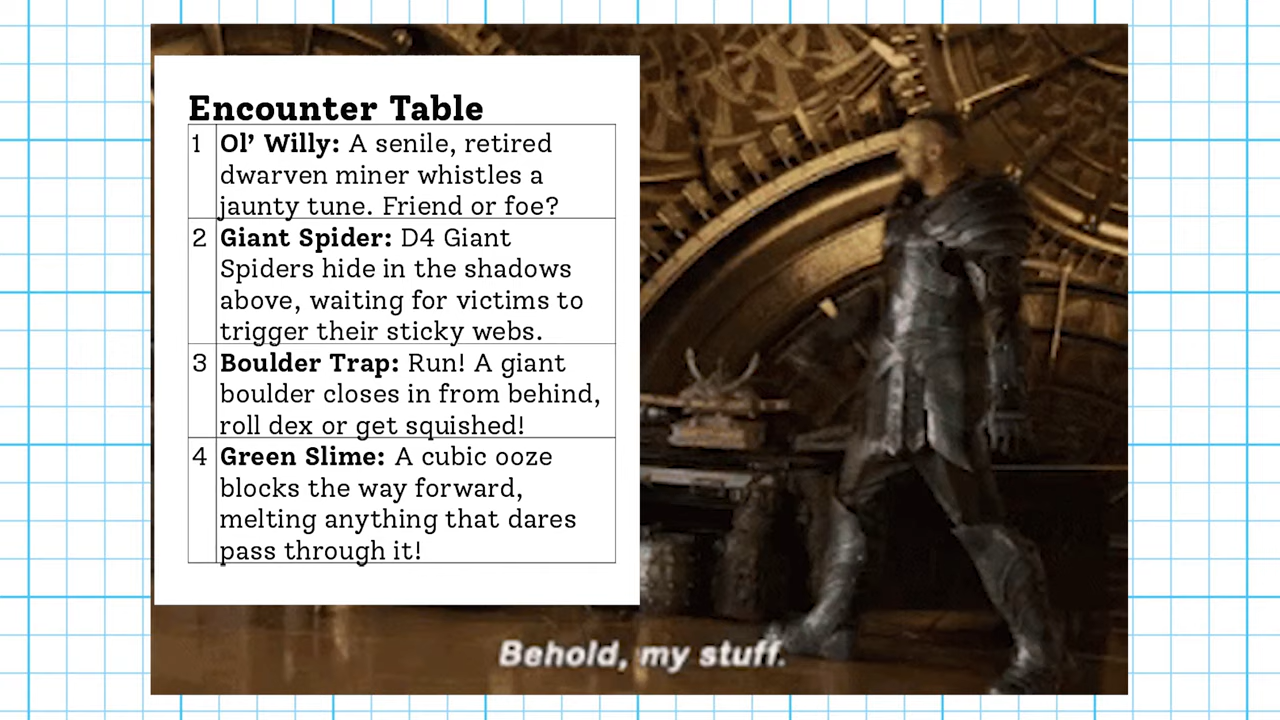 Encounter Table
1 Ol’ Willy: A senile, retired
dwarven miner whistles a
jaunty tune. Friend or foe?
2 Giant Spider: D4 Giant
Spiders hide in the shadows
above, waiting for victims to
trigger their sticky webs.
3 Boulder Trap: Run! A giant
boulder closes in from behind,
roll dex or get squished!
4 Green Slime: A cubic ooze
blocks the way forward,
melting anything that dares
pass through it!
Behold, my stuff.